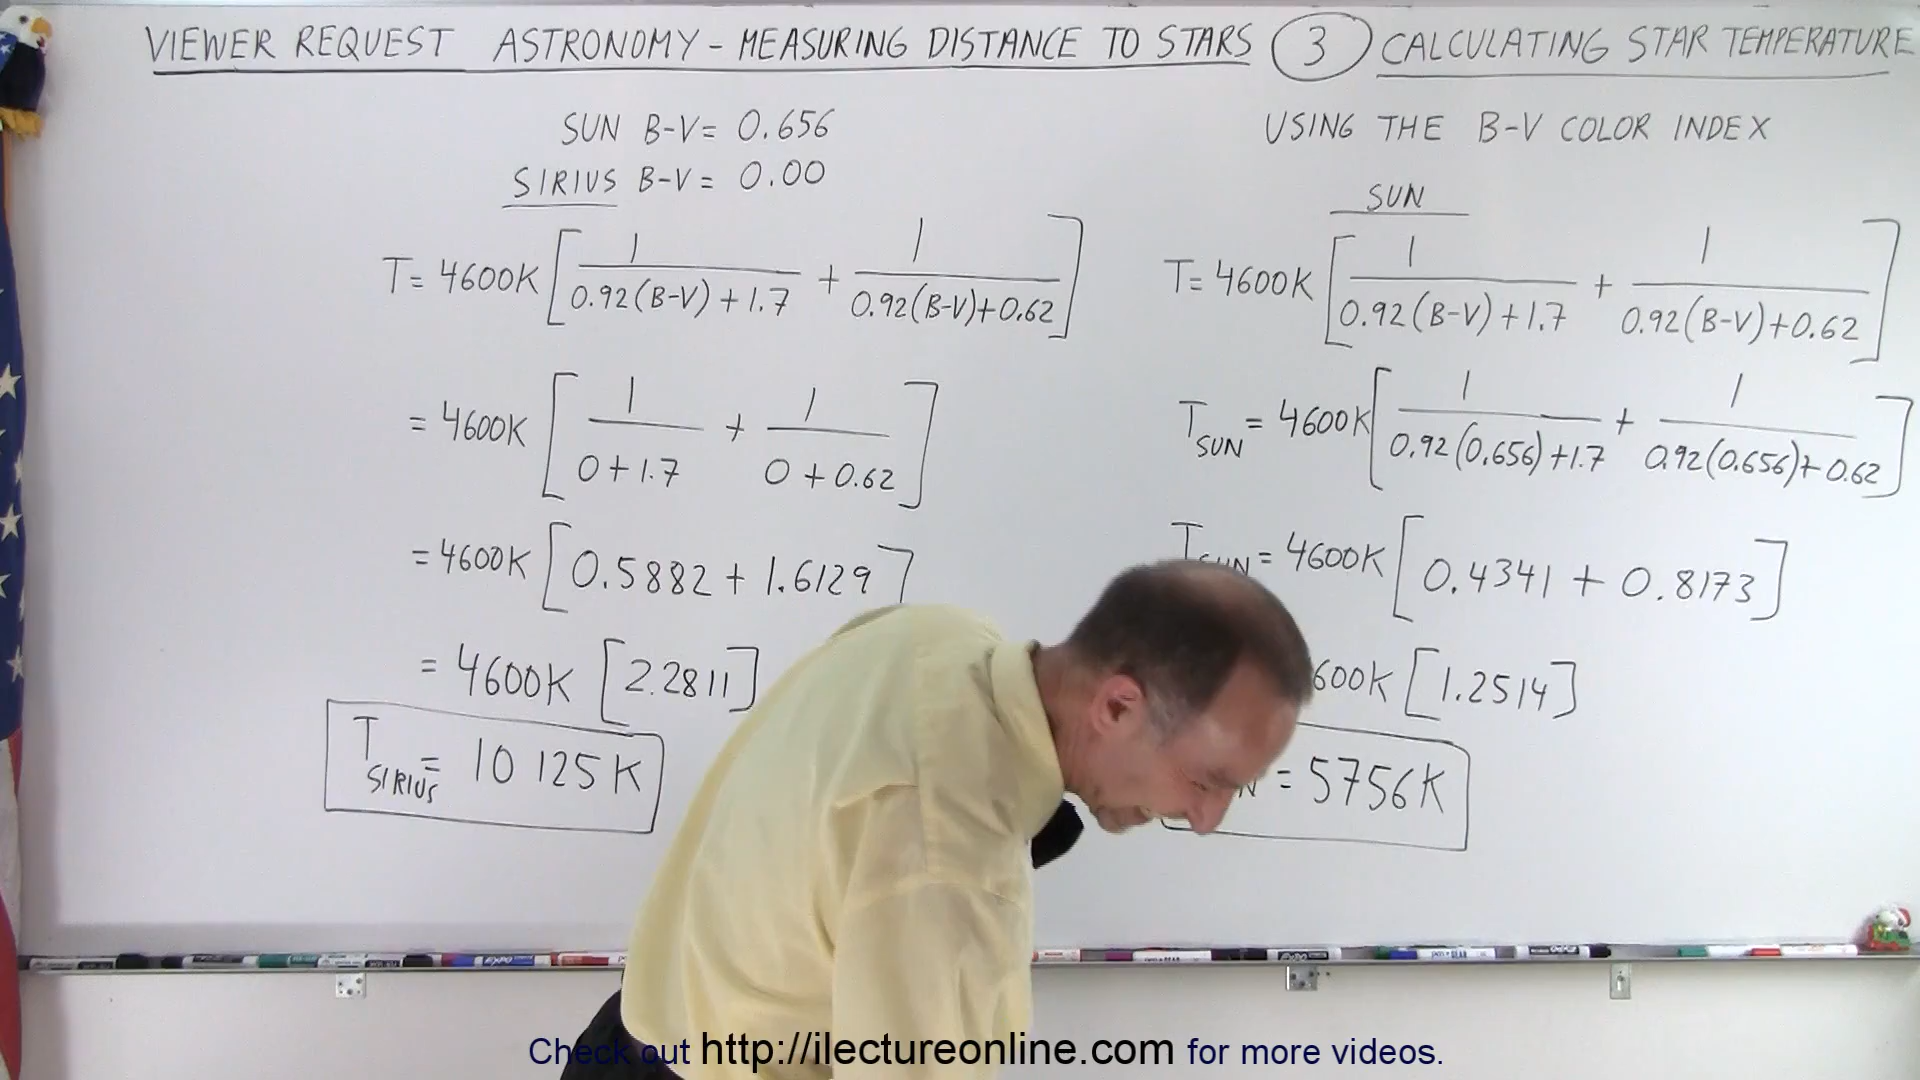 VIEWER REQUEST ASTRONOMY - MEASURING DISTANCE TO STARS 3 CALCULATING STAR TEMPERATURE
USING THE B-V COLOR INDEX
SUN B-V = 0.656
SIRIUS B-V = 0.00
T = 4600K [1/(0.92(B-V)+1.7) + 1/(0.92(B-V)+0.62)]
= 4600K [1/(0+1.7) + 1/(0+0.62)]
= 4600K [0.5882 + 1.6129]
= 4600K [2.2811]
T SIRIUS = 10 125 K
SUN
T = 4600K [1/(0.92(B-V)+1.7) + 1/(0.92(B-V)+0.62)]
T SUN = 4600K [1/(0.92(0.656)+1.7) + 1/(0.92(0.656)+0.62)]
T SUN = 4600K [0.4341 + 0.8173]
600K [1.2514]
= 5756K
Check out http://ilectureonline.com for more videos.